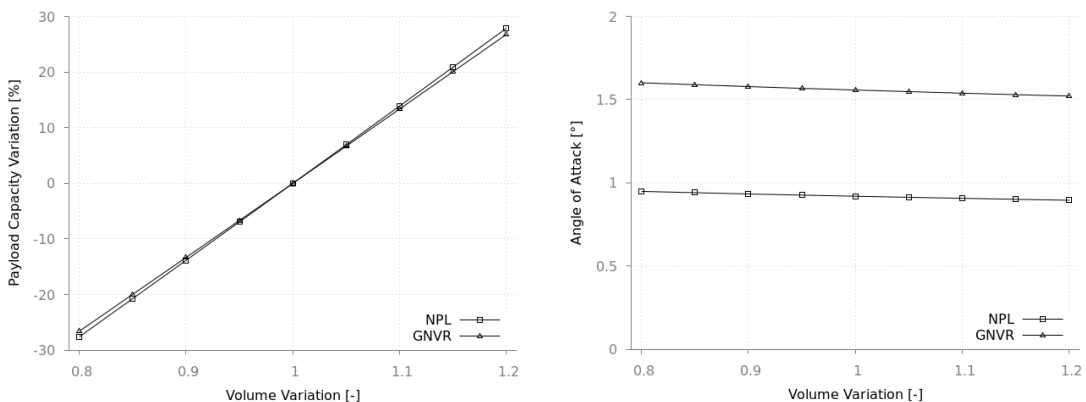 30
20
10
0
-10
-20
-30
Payload Capacity Variation [%]
NPL
GNVR
0.8 0.9 1 1.1 1.2
Volume Variation [-]
2
1.5
1
0.5
0
Angle of Attack [°]
NPL
GNVR
0.8 0.9 1 1.1 1.2
Volume Variation [-]